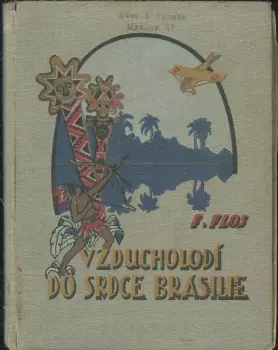 F. FLOS
VZDUCHOLODÍ
DO SRDCE BRASILIE